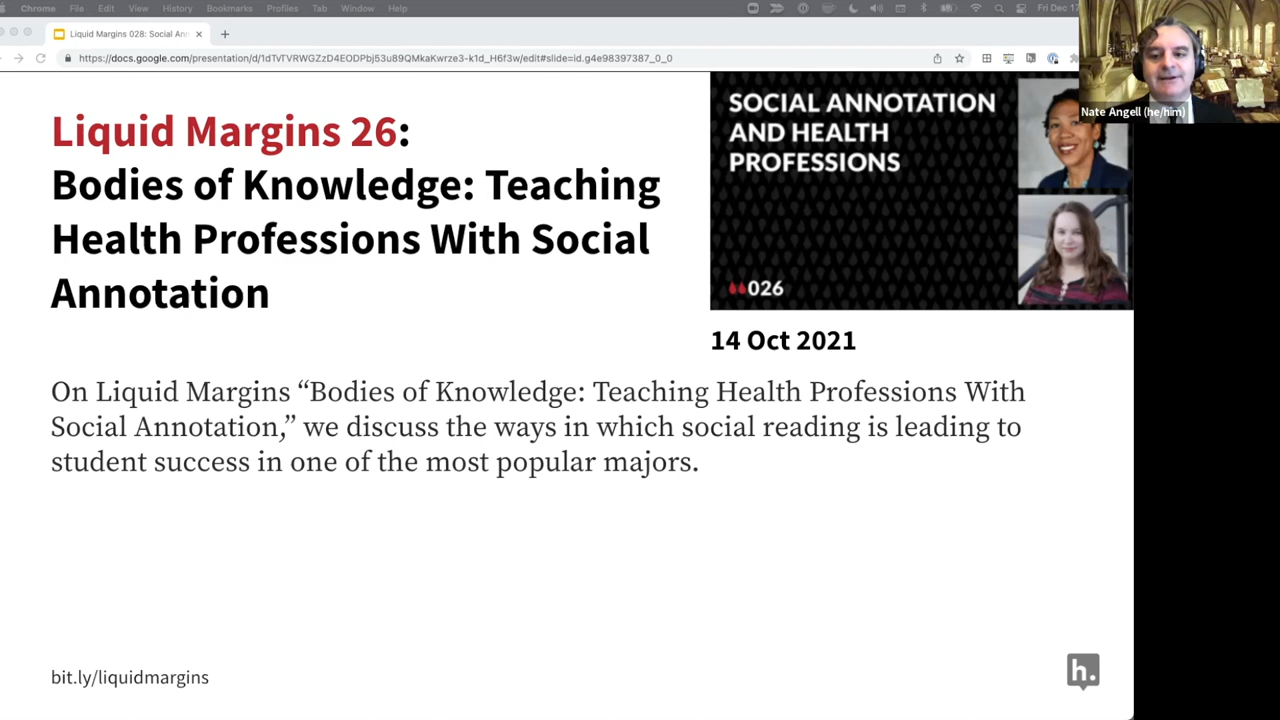 Chrome File Edit View History Bookmarks Profiles Tab Window Help Fri Dec 17
Liquid Margins 028: Social Ann
https://docs.google.com/presentation/d/1dTvTVRWGZzD4EODPbj53u89QMkaKwrze3-k1d_H6f3w/edit#slide=id.g4e98397387_0_0
Nate Angell (he/him)
Liquid Margins 26:
Bodies of Knowledge: Teaching
Health Professions With Social
Annotation
SOCIAL ANNOTATION
AND HEALTH
PROFESSIONS
026
14 Oct 2021
On Liquid Margins “Bodies of Knowledge: Teaching Health Professions With
Social Annotation,” we discuss the ways in which social reading is leading to
student success in one of the most popular majors.
bit.ly/liquidmargins
h.